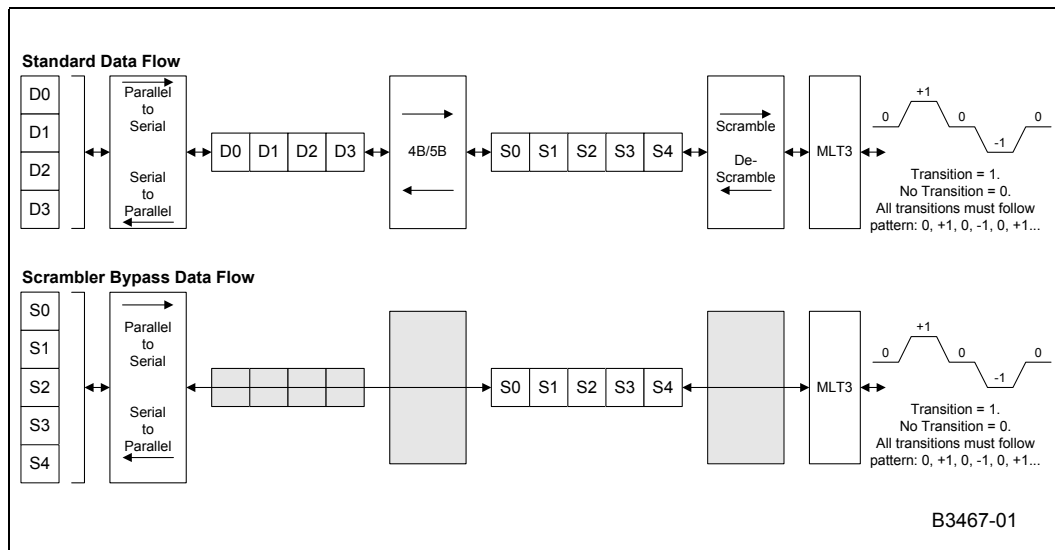 Standard Data Flow
D0
D1
D2
D3
Parallel
to
Serial
Serial
to
Parallel
D0 D1 D2 D3
4B/5B
S0 S1 S2 S3 S4
Scramble
De-
Scramble
MLT3
0 +1 0 -1 0
Transition = 1.
No Transition = 0.
All transitions must follow
pattern: 0, +1, 0, -1, 0, +1...
Scrambler Bypass Data Flow
S0
S1
S2
S3
S4
Parallel
to
Serial
Serial
to
Parallel
S0 S1 S2 S3 S4
MLT3
0 +1 0 -1 0
Transition = 1.
No Transition = 0.
All transitions must follow
pattern: 0, +1, 0, -1, 0, +1...
B3467-01